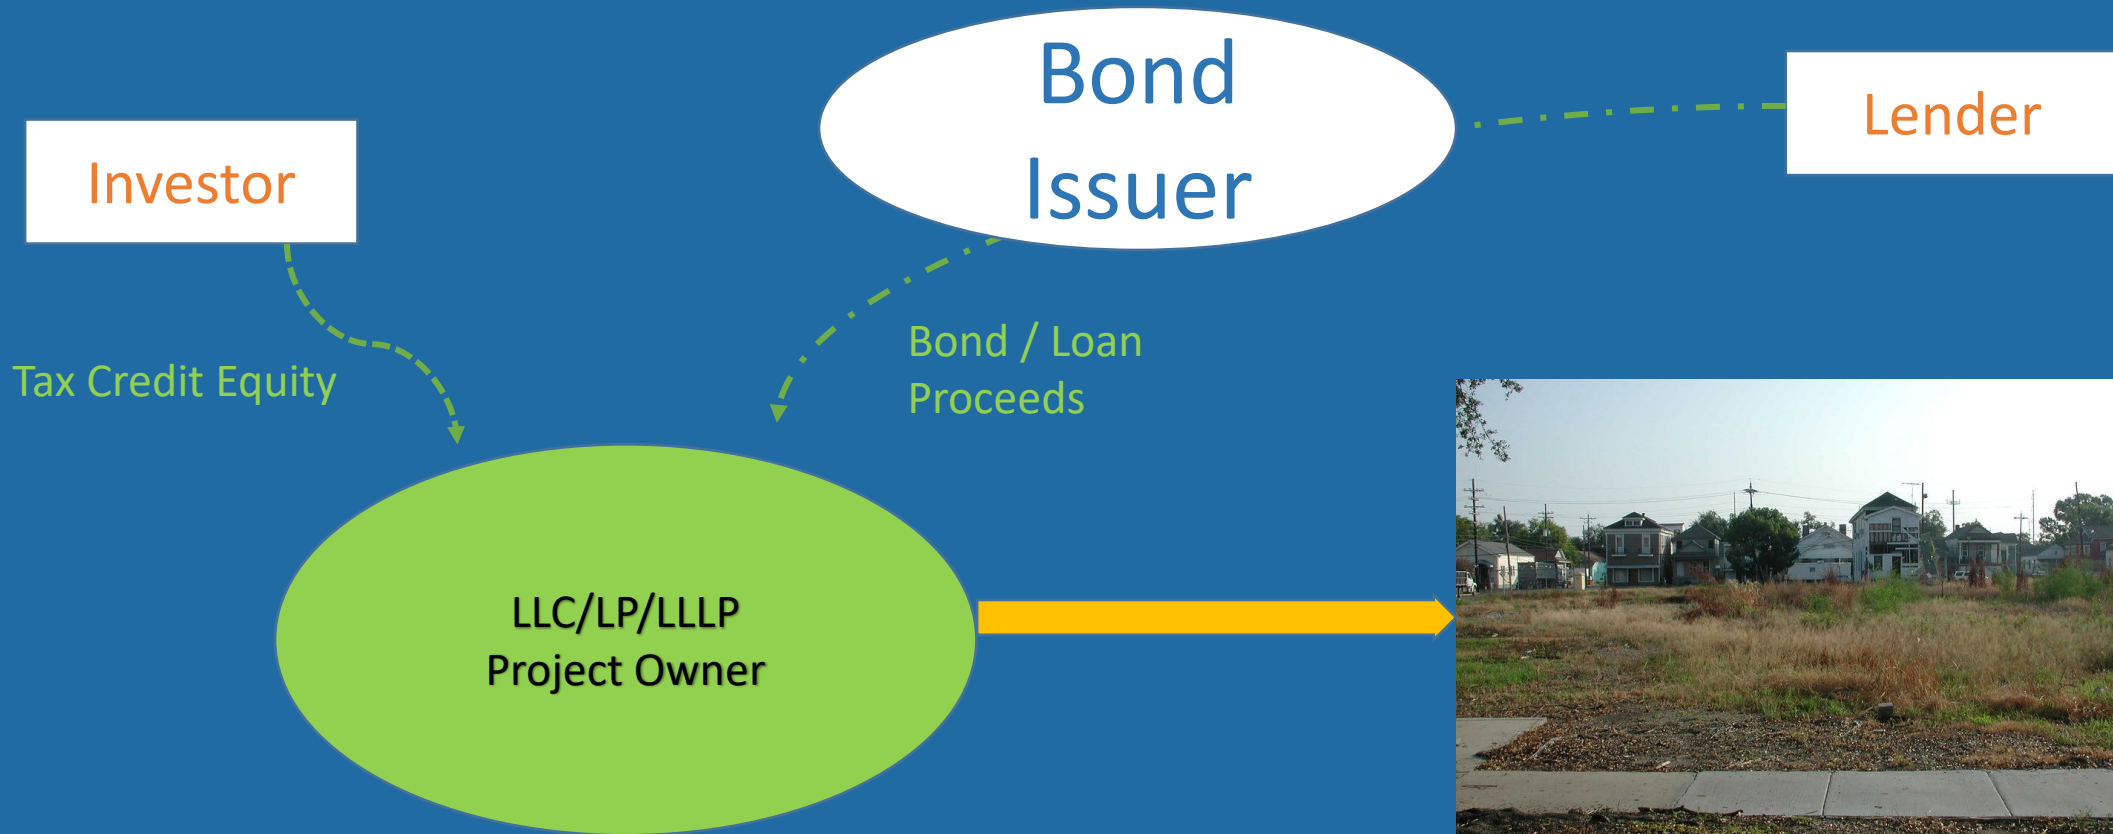 Bond
Issuer
Lender
Investor
Bond / Loan
Proceeds
Tax Credit Equity
LLC/LP/LLLP
Project Owner